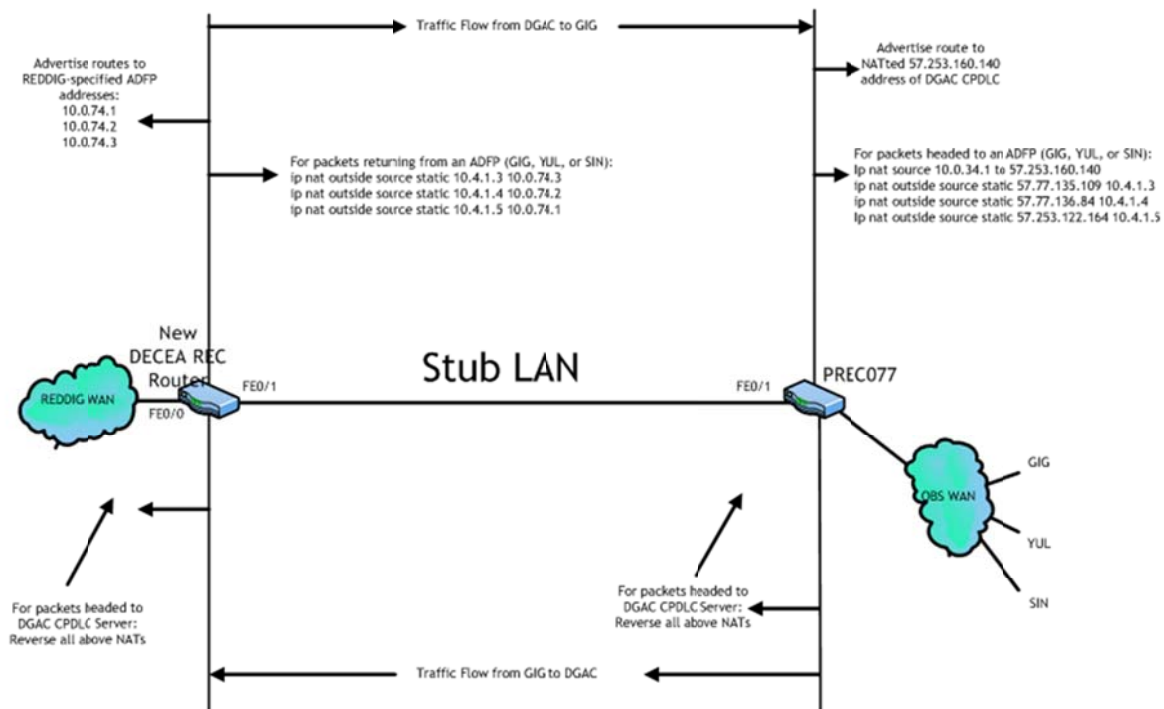 Traffic Flow from DGAC to GIG
Advertise routes to
REDDIG-specified ADFP
addresses:
10.0.74.1
10.0.74.2
10.0.74.3
Advertise route to
NATted 57.253.160.140
address of DGAC CPDLC
For packets returning from an ADFP (GIG, YUL, or SIN):
ip nat outside source static 10.4.1.3 10.0.74.3
ip nat outside source static 10.4.1.4 10.0.74.2
ip nat outside source static 10.4.1.5 10.0.74.1
For packets headed to an ADFP (GIG, YUL, or SIN):
Ip nat source 10.0.34.1 to 57.253.160.140
ip nat outside source static 57.77.135.109 10.4.1.3
ip nat outside source static 57.77.136.84 10.4.1.4
Ip nat outside source static 57.253.122.164 10.4.1.5
New
DECEA REC
Router
REDDIG WAN
FE0/0
FE0/1
Stub LAN
FE0/1
PREC077
OBS WAN
GIG
YUL
SIN
For packets headed to
DGAC CPDLC Server:
Reverse all above NATs
For packets headed to
DGAC CPDLC Server:
Reverse all above NATs
Traffic Flow from GIG to DGAC